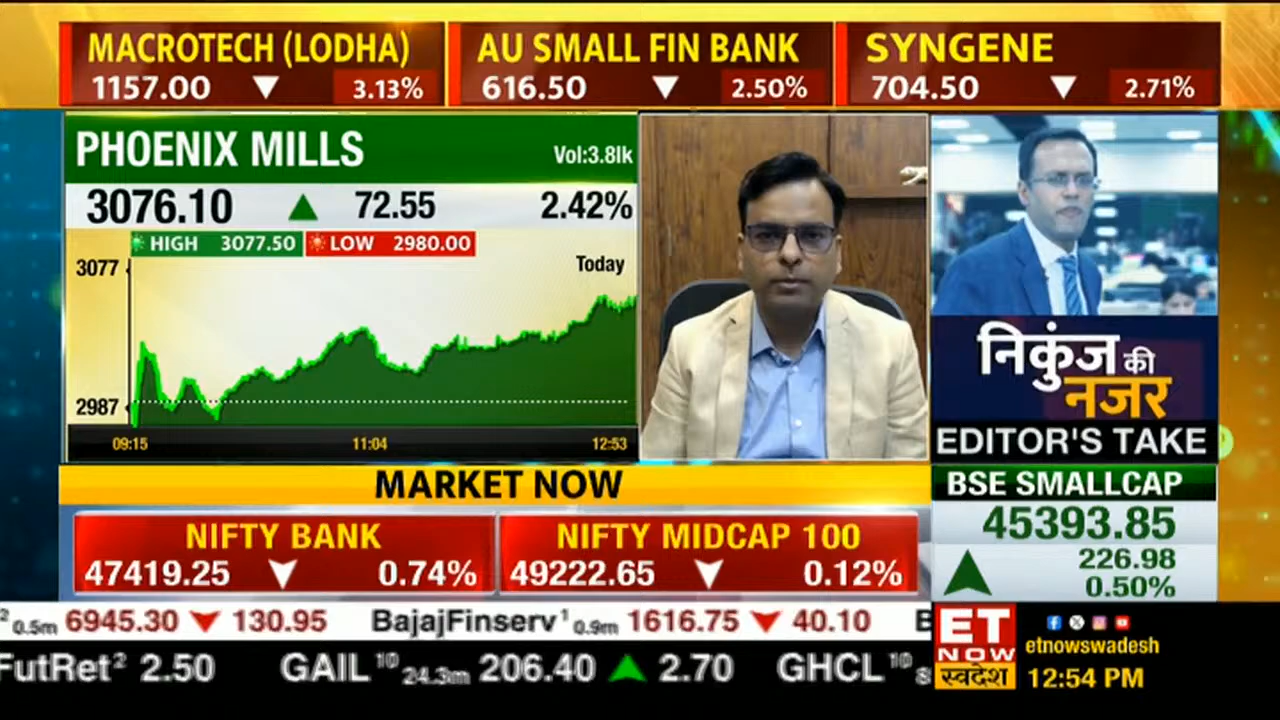 MACROTECH (LODHA)
1157.00 ▼ 3.13%
AU SMALL FIN BANK
616.50 ▼ 2.50%
SYNGENE
704.50 ▼ 2.71%
PHOENIX MILLS
Vol:3.8lk
3076.10 ▲ 72.55 2.42%
HIGH 3077.50 LOW 2980.00
3077
Today
2987
09:15 11:04 12:53
निकुंज की
नजर
EDITOR'S TAKE
MARKET NOW
NIFTY BANK
47419.25 ▼ 0.74%
NIFTY MIDCAP 100
49222.65 ▼ 0.12%
BSE SMALLCAP
45393.85
▲ 226.98
0.50%
2 0.5m 6945.30 ▼ 130.95 BajajFinserv 1 0.9m 1616.75 ▼ 40.10 B
FutRet 2 2.50 GAIL 10 24.3m 206.40 ▲ 2.70 GHCL 10
ET
NOW
स्वदेश
etnowswadesh
12:54 PM